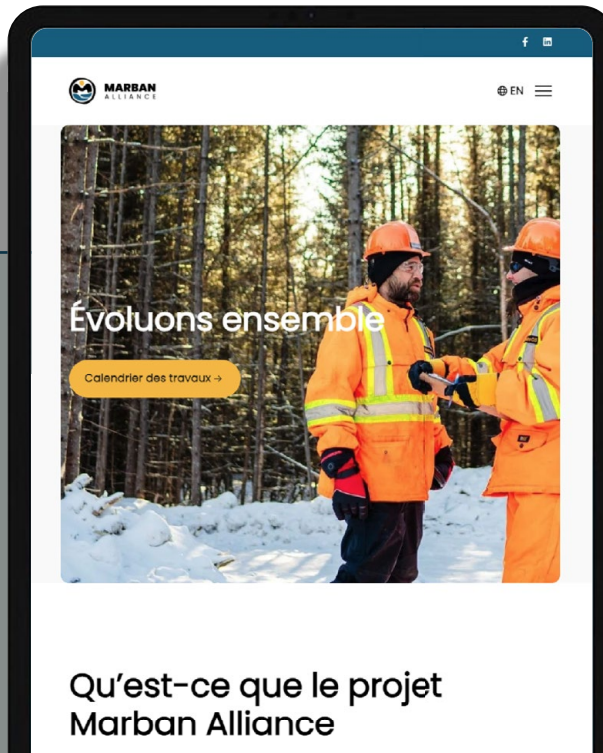 MARBAN
ALLIANCE
EN
Évoluons ensemble
Calendrier des travaux →
Qu’est-ce que le projet
Marban Alliance